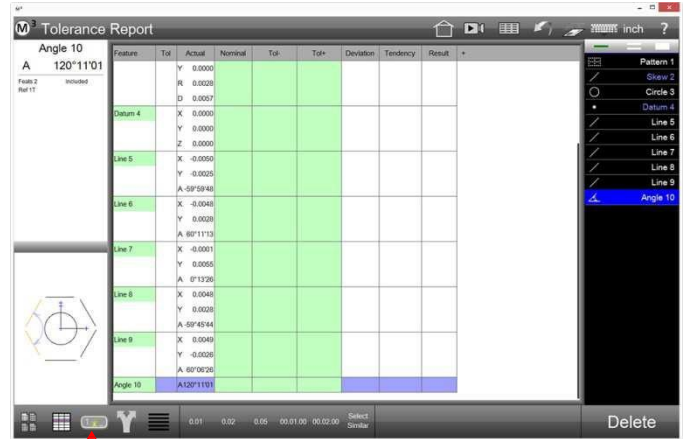 M³ Tolerance Report
inch ?
Angle 10
A 120°11'01
Feats 2 Included
Ref 1T
Feature Tol Actual Nominal Tol- Tol+ Deviation Tendency Result +
Y 0.0000
R 0.0028
D 0.0057
Datum 4 X 0.0000
Y 0.0000
Z 0.0000
Line 5 X -0.0050
Y -0.0025
A -59°59'48
Line 6 X -0.0048
Y 0.0028
A 60°11'13
Line 7 X -0.0001
Y 0.0055
A 0°13'26
Line 8 X 0.0048
Y 0.0028
A -59°45'44
Line 9 X 0.0049
Y -0.0026
A 60°06'26
Angle 10 A120°11'01
Pattern 1
Skew 2
Circle 3
Datum 4
Line 5
Line 6
Line 7
Line 8
Line 9
Angle 10
0.01 0.02 0.05 00.01.00 00.02.00 Select Similar
Delete